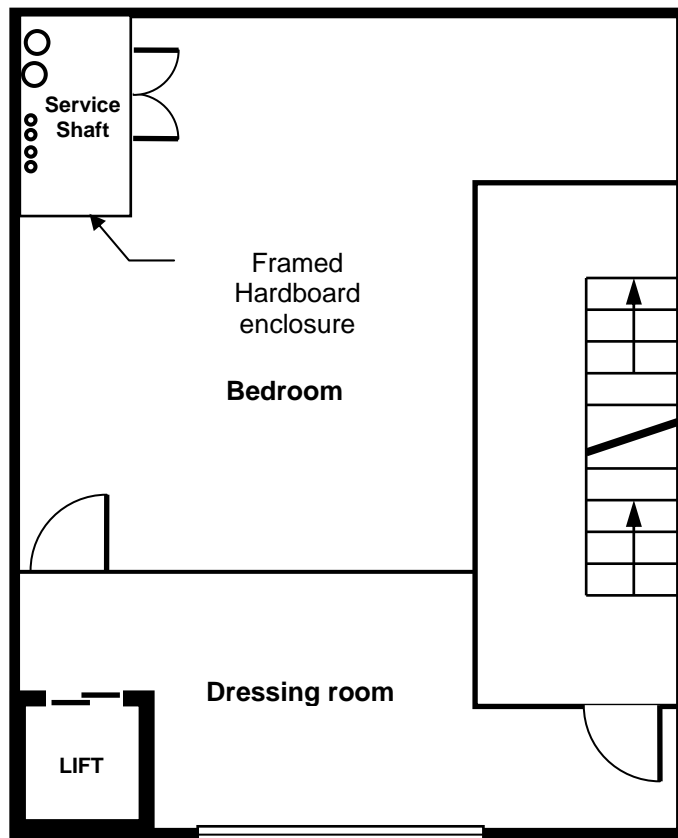 Service
Shaft
Framed
Hardboard
enclosure
Bedroom
Dressing room
LIFT